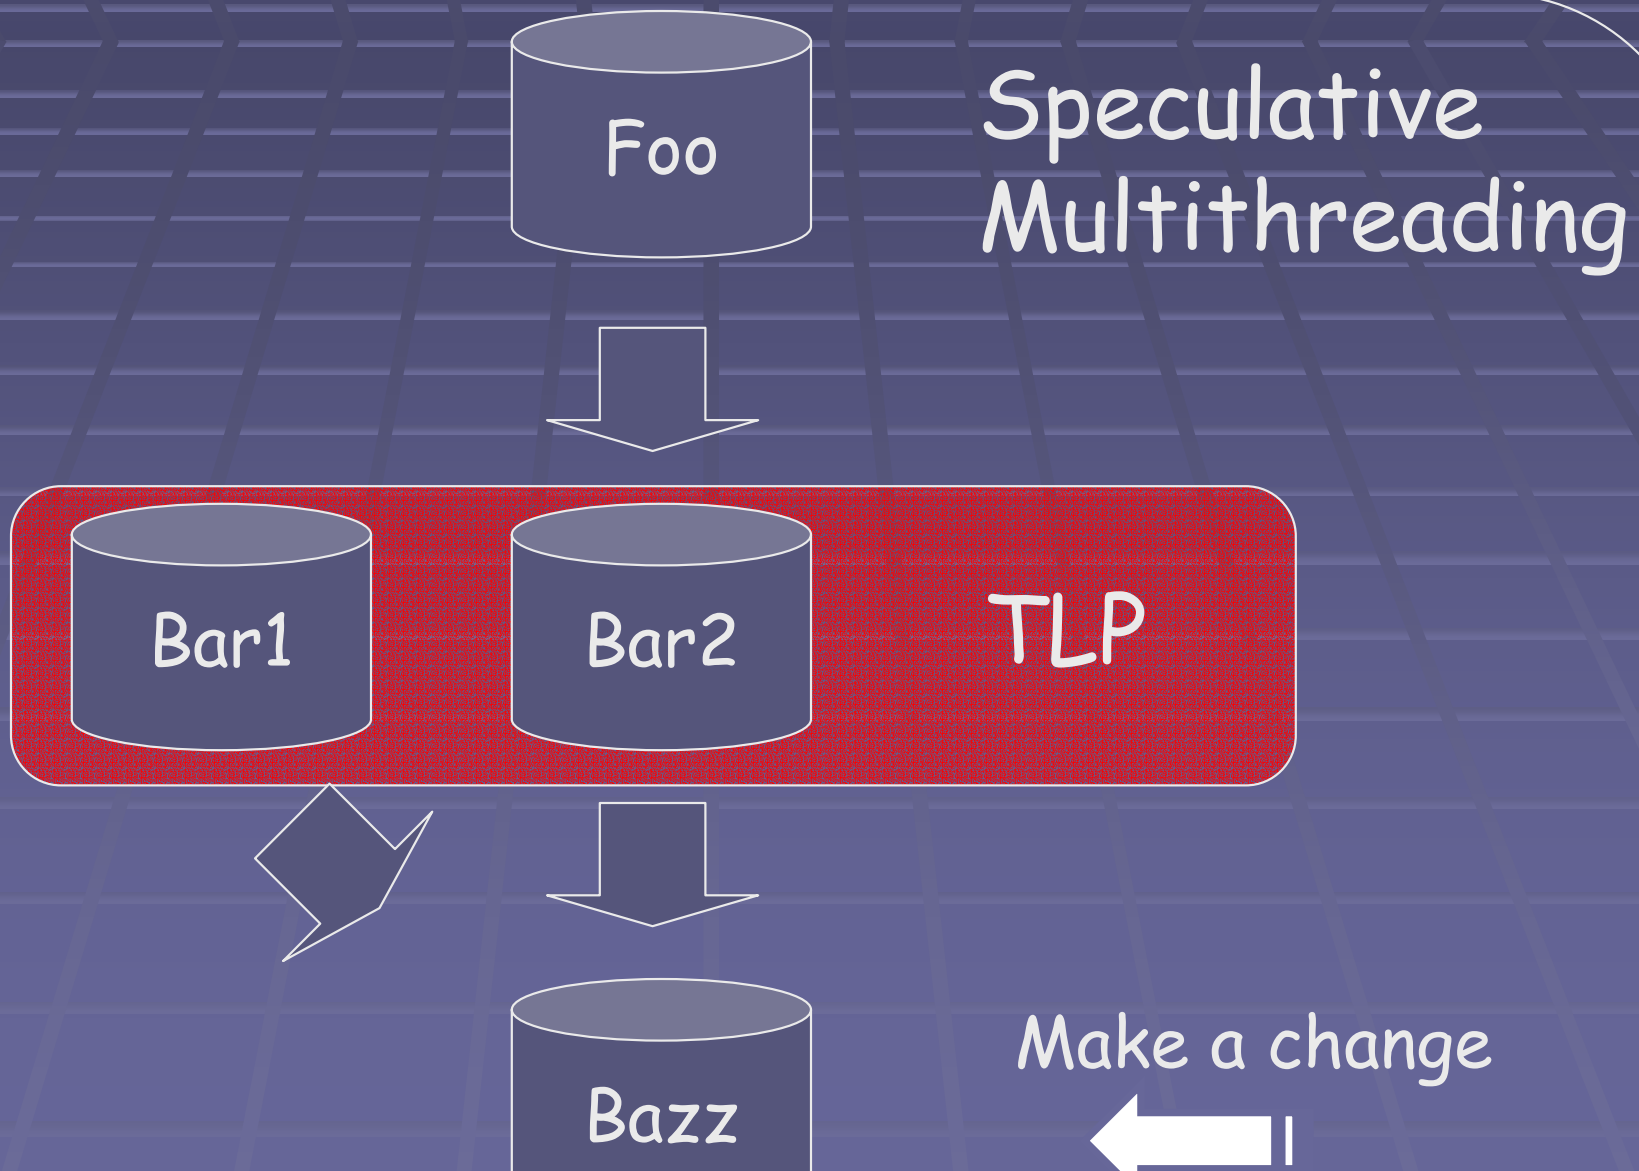 Foo
Speculative
Multithreading
Bar1
Bar2
TLP
Make a change
Bazz